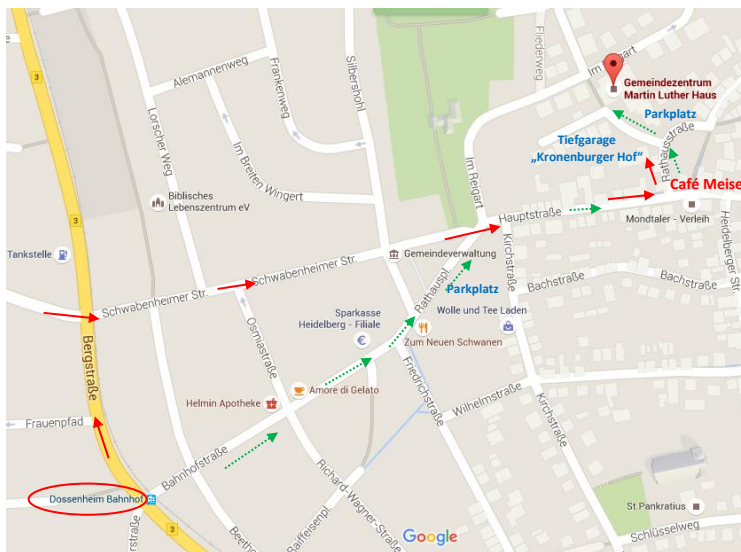 Fliederweg
Im Reigart
Gemeindezentrum
Martin Luther Haus
Parkplatz
Alemannenweg
Frankenweg
Silbershohl
3
Lorscher Weg
Im Breiten Wingert
Im Reigart
Tiefgarage
„Kronenburger Hof“
Rathausstraße
Café Meise
Biblisches
Lebenszentrum eV
Hauptstraße
Mondtaler - Verleih
3
Tankstelle
Schwabenheimer Str.
Gemeindeverwaltung
Kirchstraße
Heidelberger Str.
Schwabenheimer Str.
Rathauspl.
Parkplatz
Bachstraße
Bachstraße
Bergstraße
Osmiastraße
Sparkasse
Heidelberg - Filiale
Wolle und Tee Laden
Zum Neuen Schwanen
Amore di Gelato
Helmin Apotheke
Friedrichstraße
Wilhelmstraße
Frauenpfad
Bahnhofstraße
Kirchstraße
Dossenheim Bahnhof
Richard-Wagner-Straße
St.Pankratius
Raiffeisenpl.
Google
3
Schlüsselweg